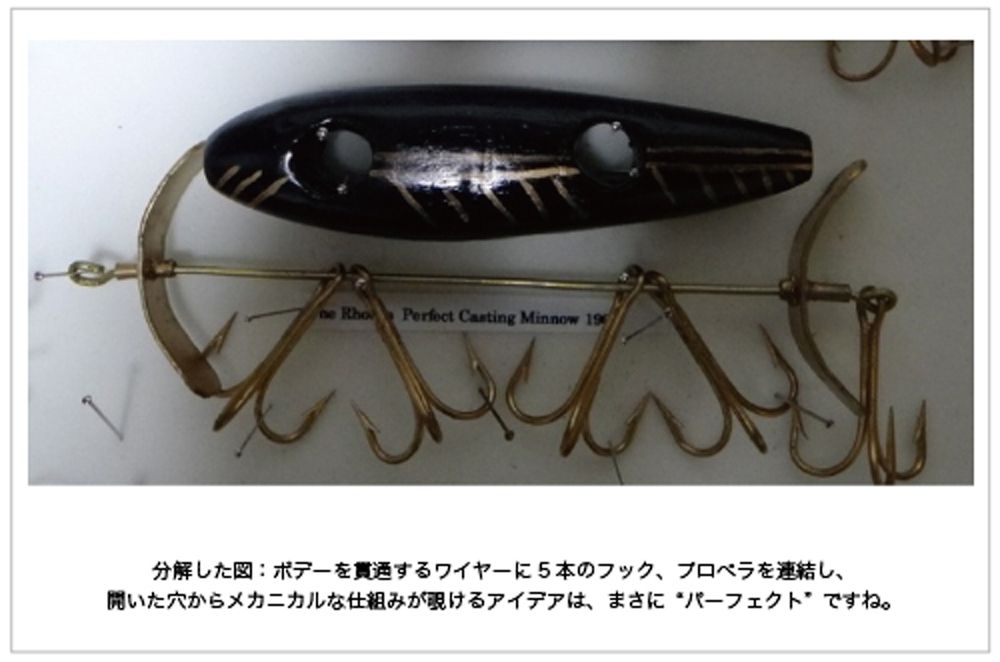 Perfect Casting Minnow
分解した図：ボデーを貫通するワイヤーに５本のフック、プロペラを連結し、
開いた穴からメカニカルな仕組みが覗けるアイデアは、まさに“パーフェクト”ですね。